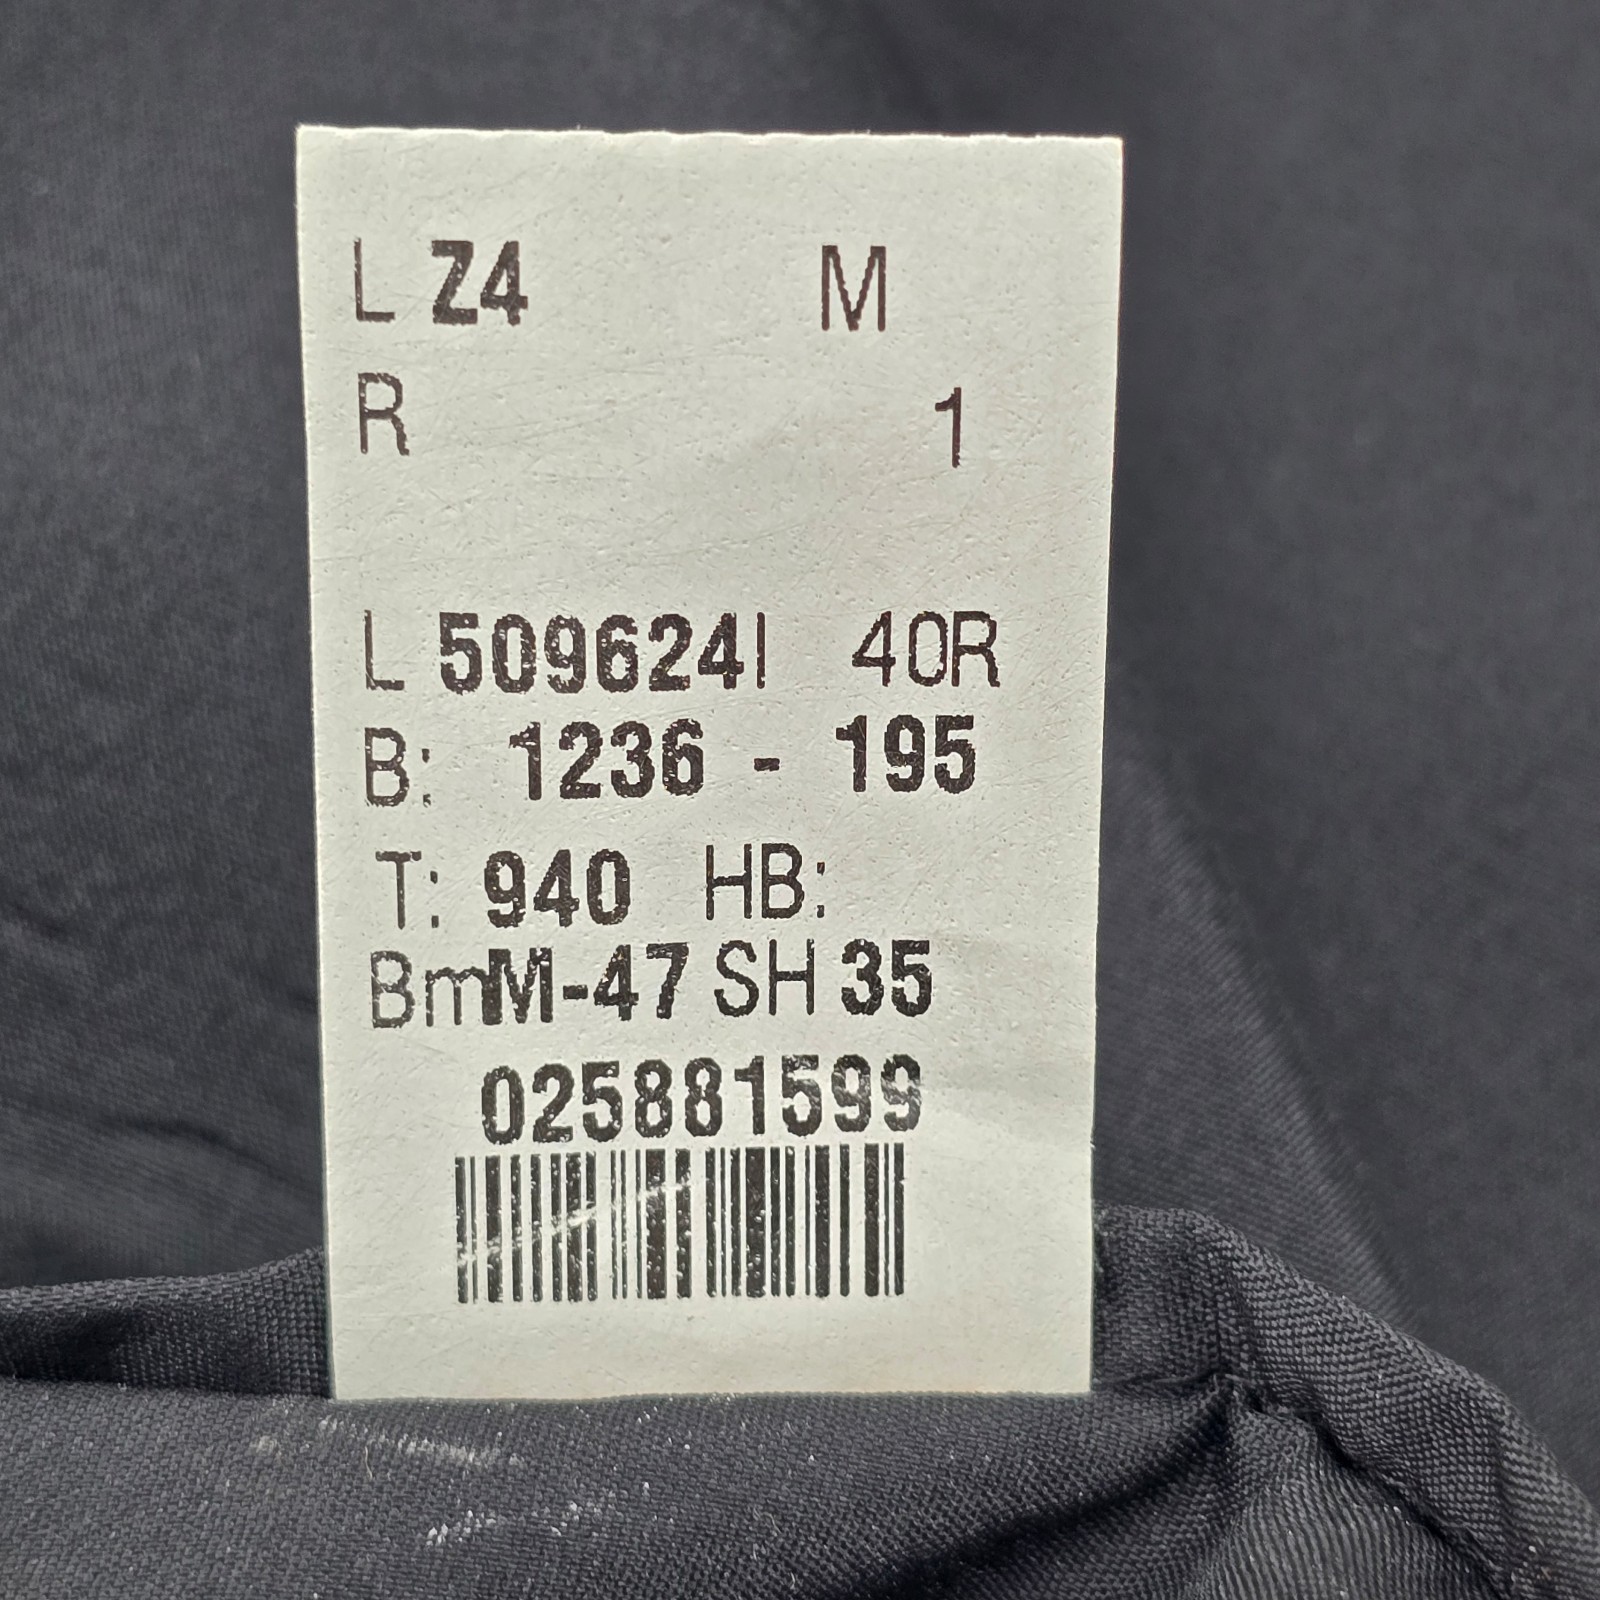 L Z4 M
R 1
L 509624I 40R
B: 1236 - 195
T: 940 HB:
BmM-47 SH 35
025881599